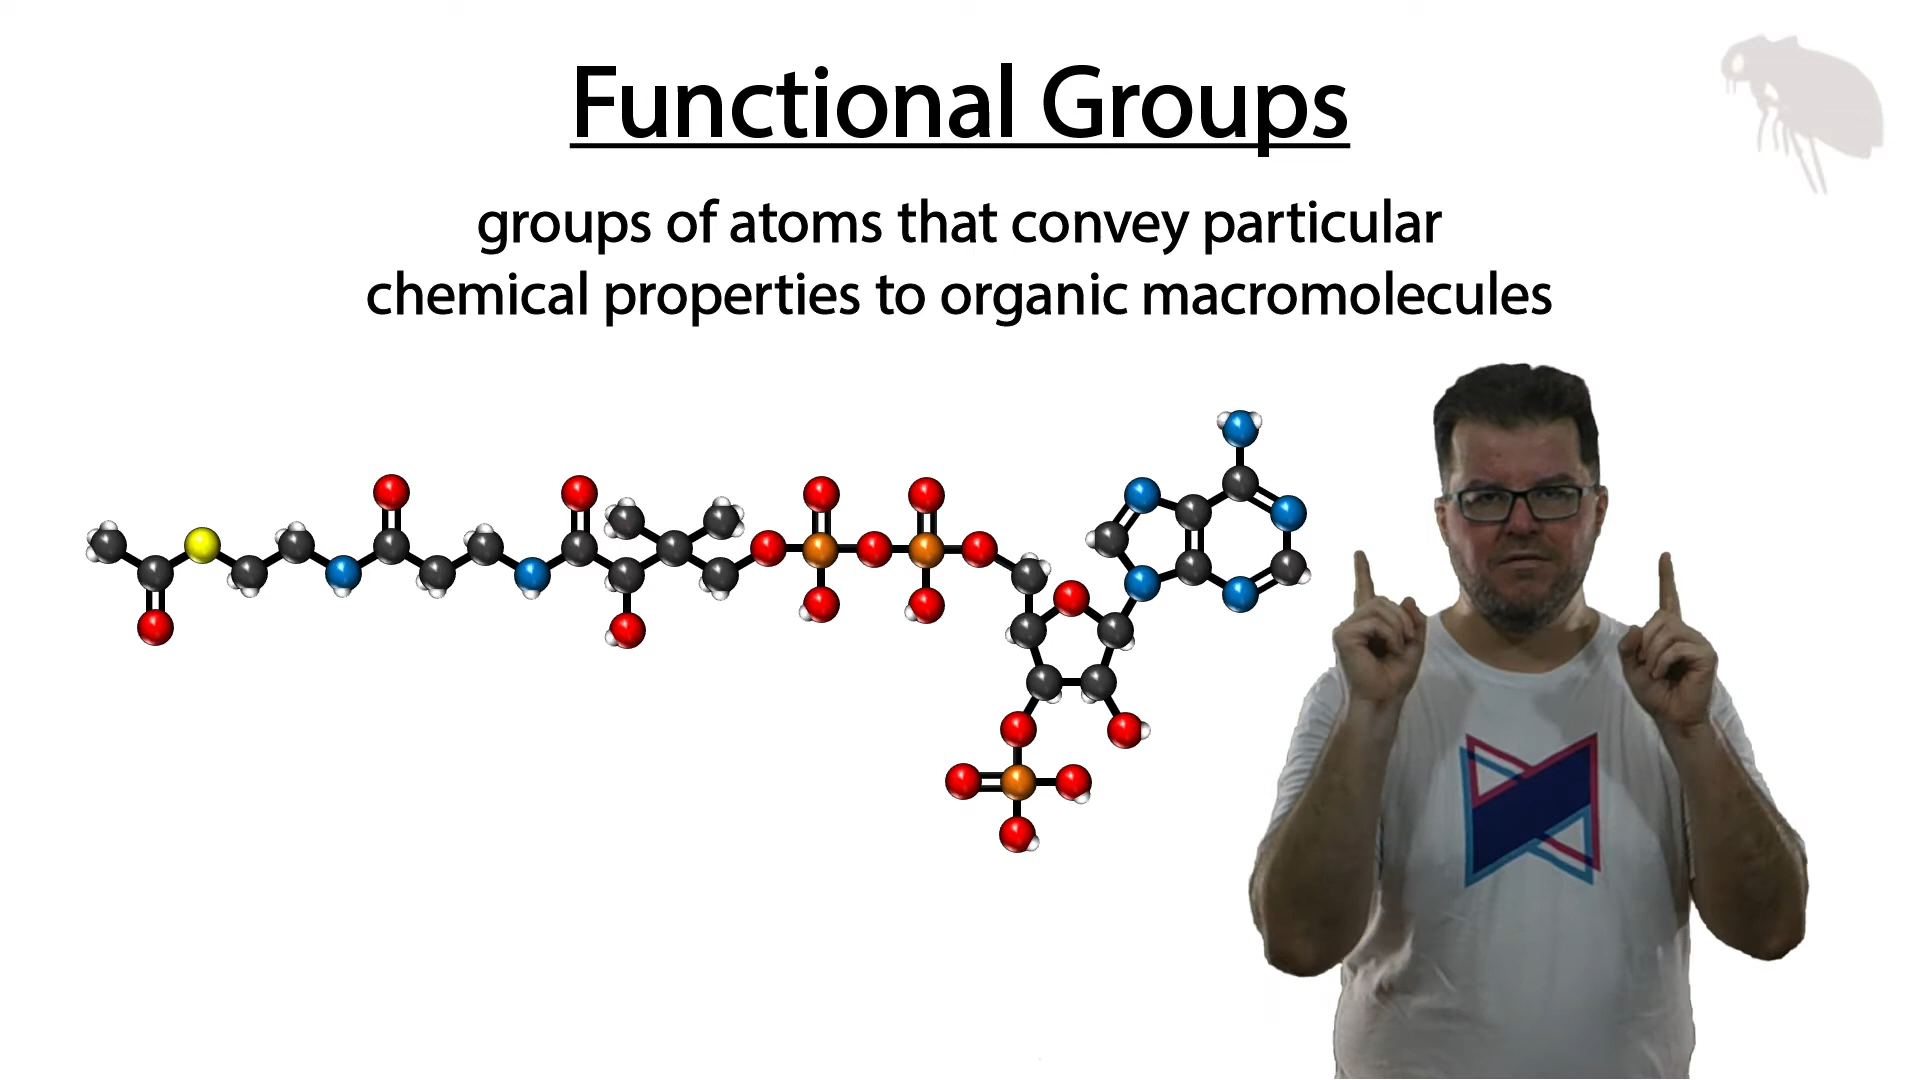 Functional Groups
groups of atoms that convey particular
chemical properties to organic macromolecules